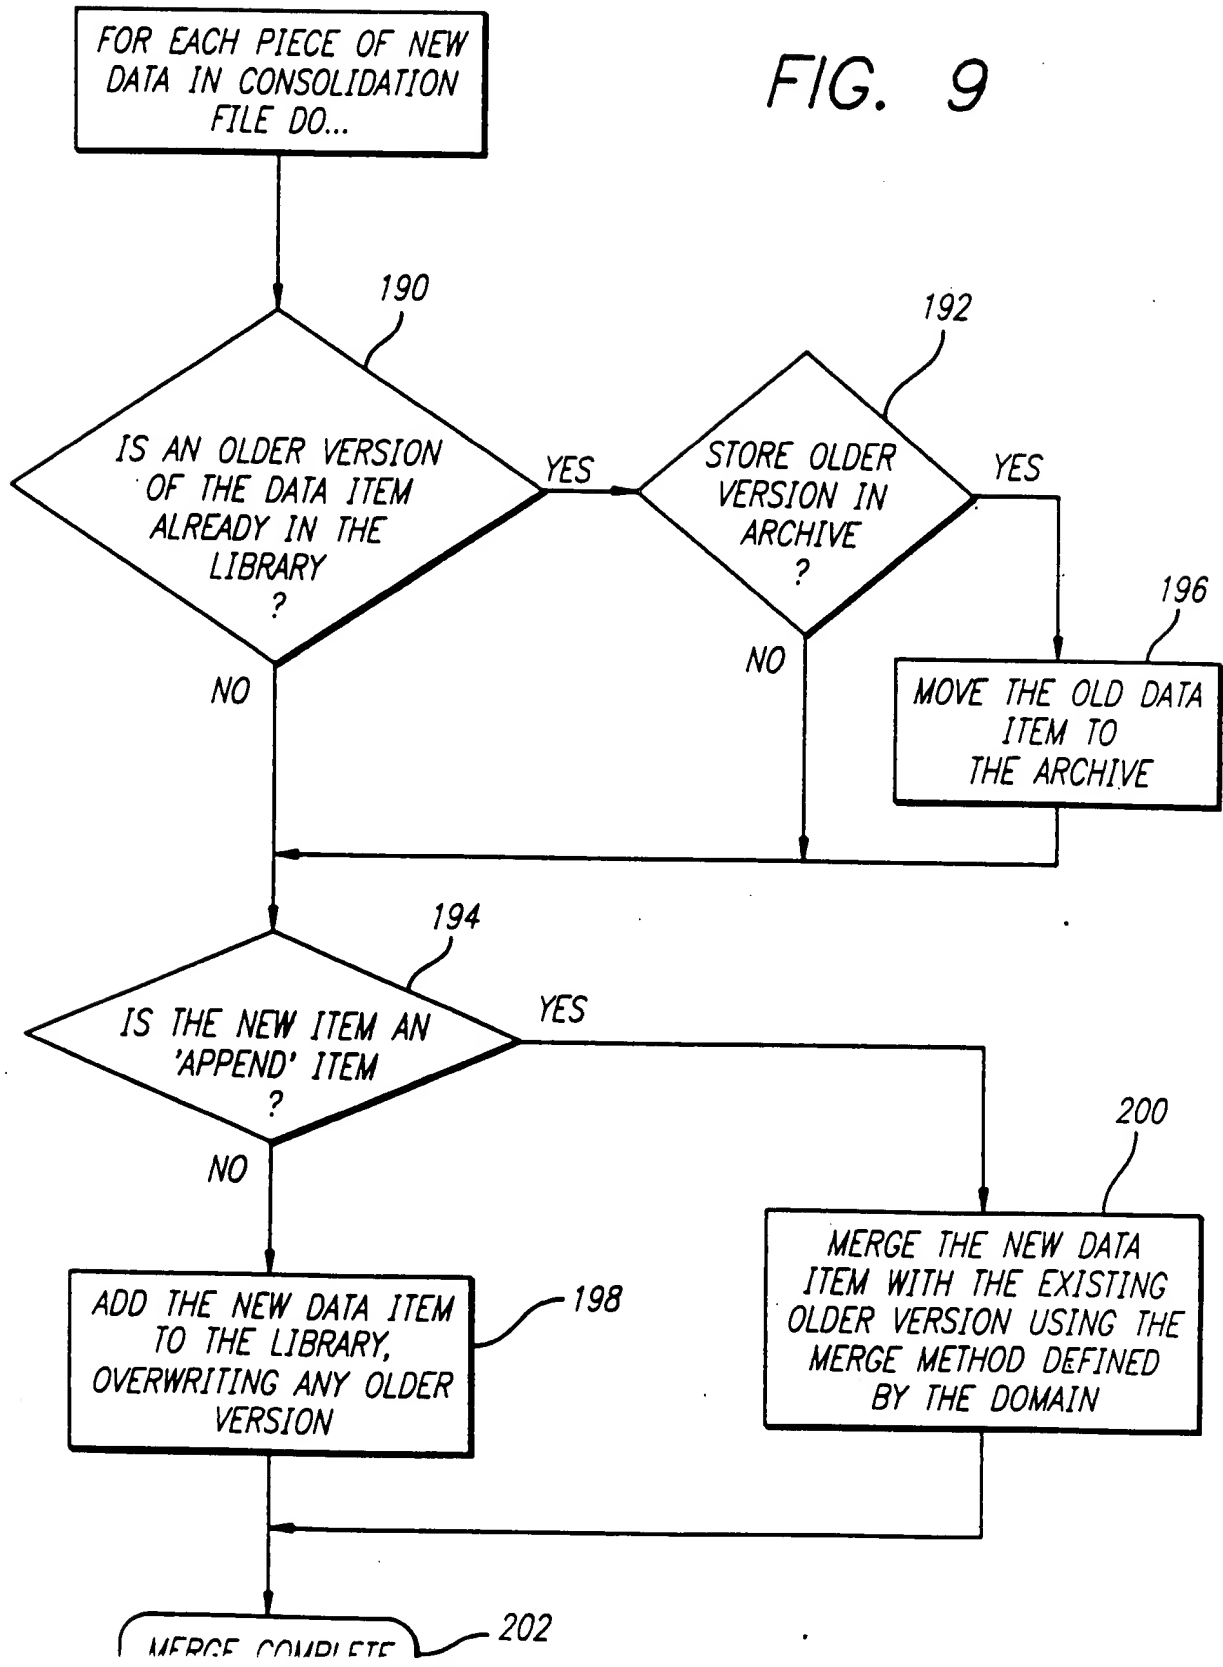 FOR EACH PIECE OF NEW
DATA IN CONSOLIDATION
FILE DO...
FIG. 9
190
192
IS AN OLDER VERSION
OF THE DATA ITEM
ALREADY IN THE
LIBRARY
?
YES
STORE OLDER
VERSION IN
ARCHIVE
?
YES
196
NO
NO
MOVE THE OLD DATA
ITEM TO
THE ARCHIVE
194
IS THE NEW ITEM AN
'APPEND' ITEM
?
YES
200
NO
MERGE THE NEW DATA
ITEM WITH THE EXISTING
OLDER VERSION USING THE
MERGE METHOD DEFINED
BY THE DOMAIN
ADD THE NEW DATA ITEM
TO THE LIBRARY,
OVERWRITING ANY OLDER
VERSION
198
MERGE COMPLETE
202